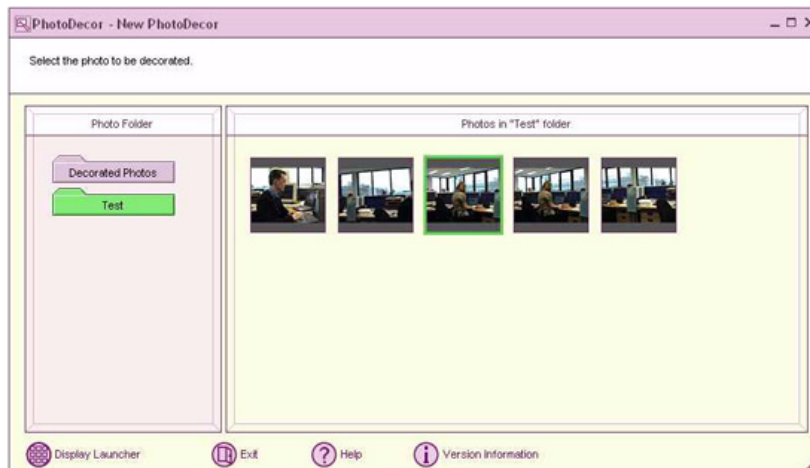 PhotoDecor - New PhotoDecor
Select the photo to be decorated.
Photo Folder
Photos in "Test" folder
Decorated Photos
Test
Display Launcher
Exit
Help
Version Information